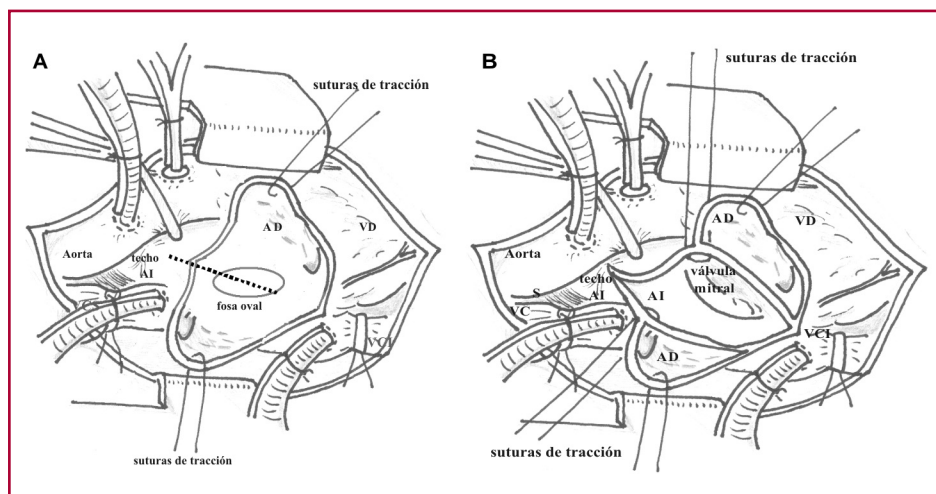 A
suturas de tracción
AD
VD
Aorta
techo
AI
fosa oval
VCI
suturas de tracción
B
suturas de tracción
AD
VD
Aorta
válvula
mitral
techo
AI
AI
S
VC
VCI
AD
suturas de tracción